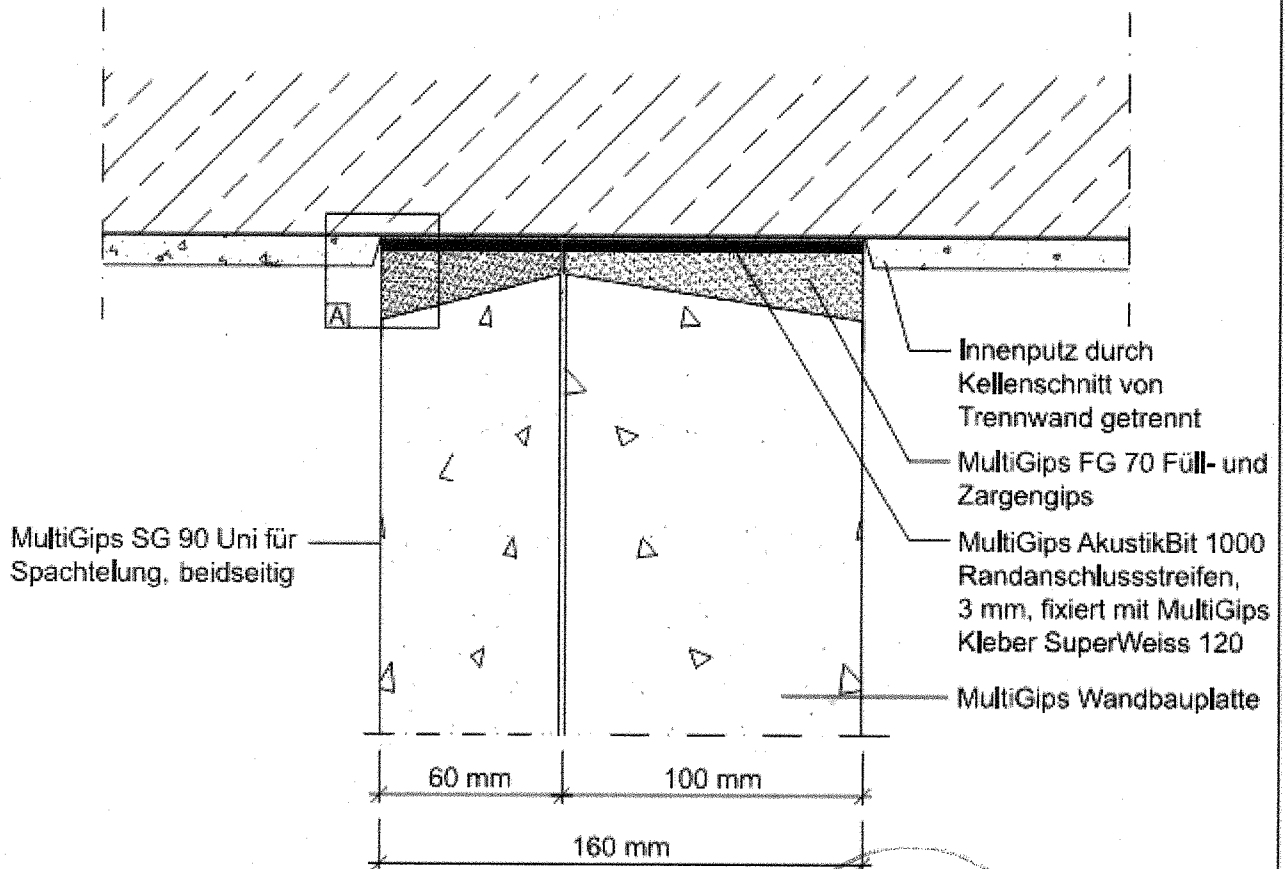 A
Innenputz durch
Kellenschnitt von
Trennwand getrennt
MultiGips FG 70 Füll- und
Zargengips
MultiGips SG 90 Uni für
Spachtelung, beidseitig
MultiGips AkustikBit 1000
Randanschlussstreifen,
3 mm, fixiert mit MultiGips
Kleber SuperWeiss 120
MultiGips Wandbauplatte
60 mm
100 mm
160 mm